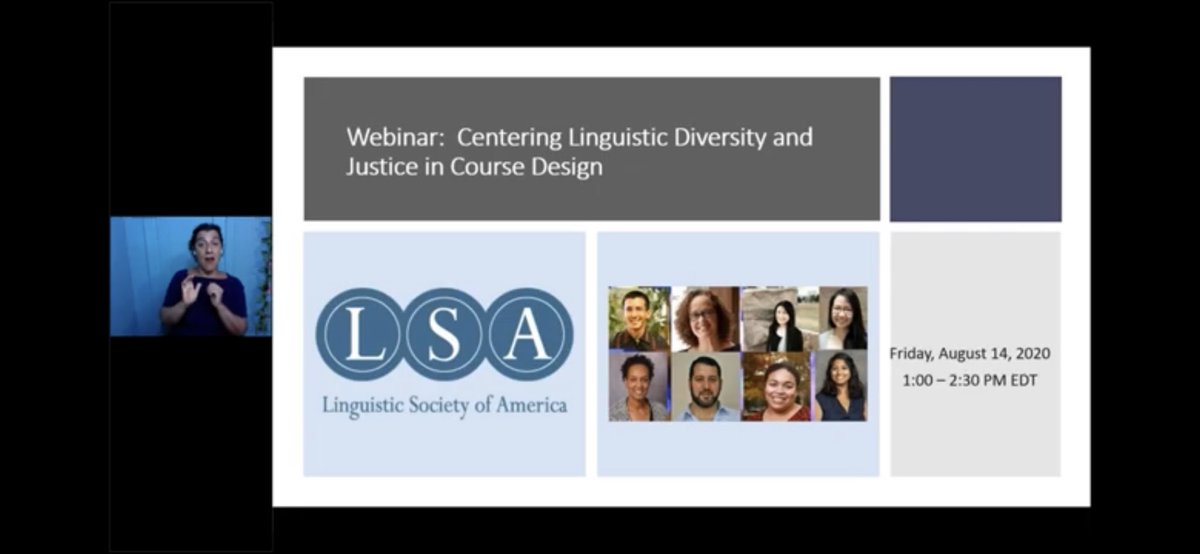 Webinar:  Centering Linguistic Diversity and
Justice in Course Design
LSA
Linguistic Society of America
Friday, August 14, 2020
1:00 – 2:30 PM EDT